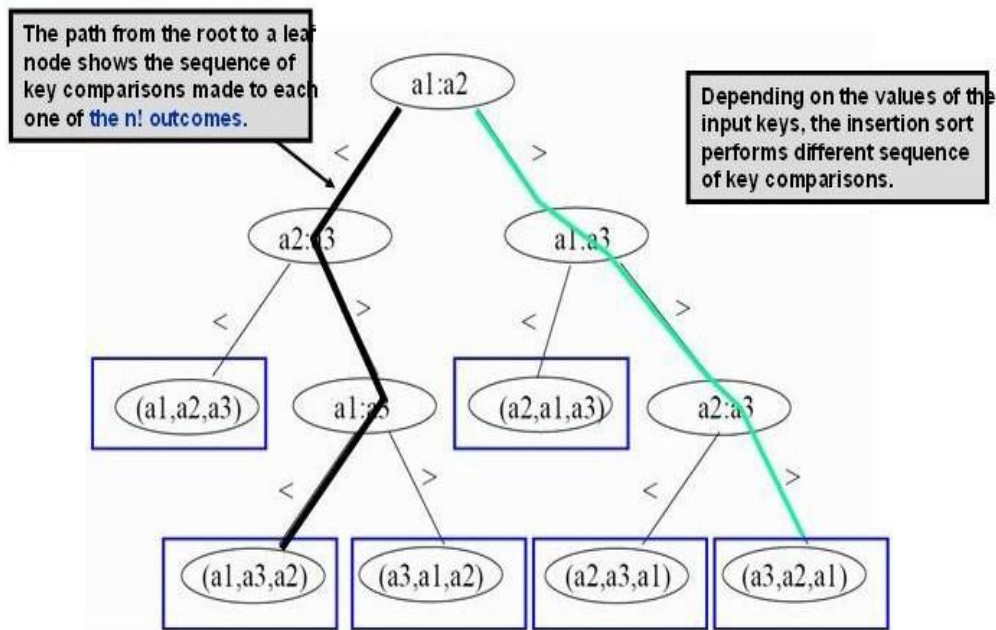 The path from the root to a leaf
node shows the sequence of
key comparisons made to each
one of the n! outcomes.
a1:a2
Depending on the values of the
input keys, the insertion sort
performs different sequence
of key comparisons.
< >
a2:a3 a1:a3
< > < >
(a1,a2,a3) a1:a3 (a2,a1,a3) a2:a3
< > < >
(a1,a3,a2) (a3,a1,a2) (a2,a3,a1) (a3,a2,a1)